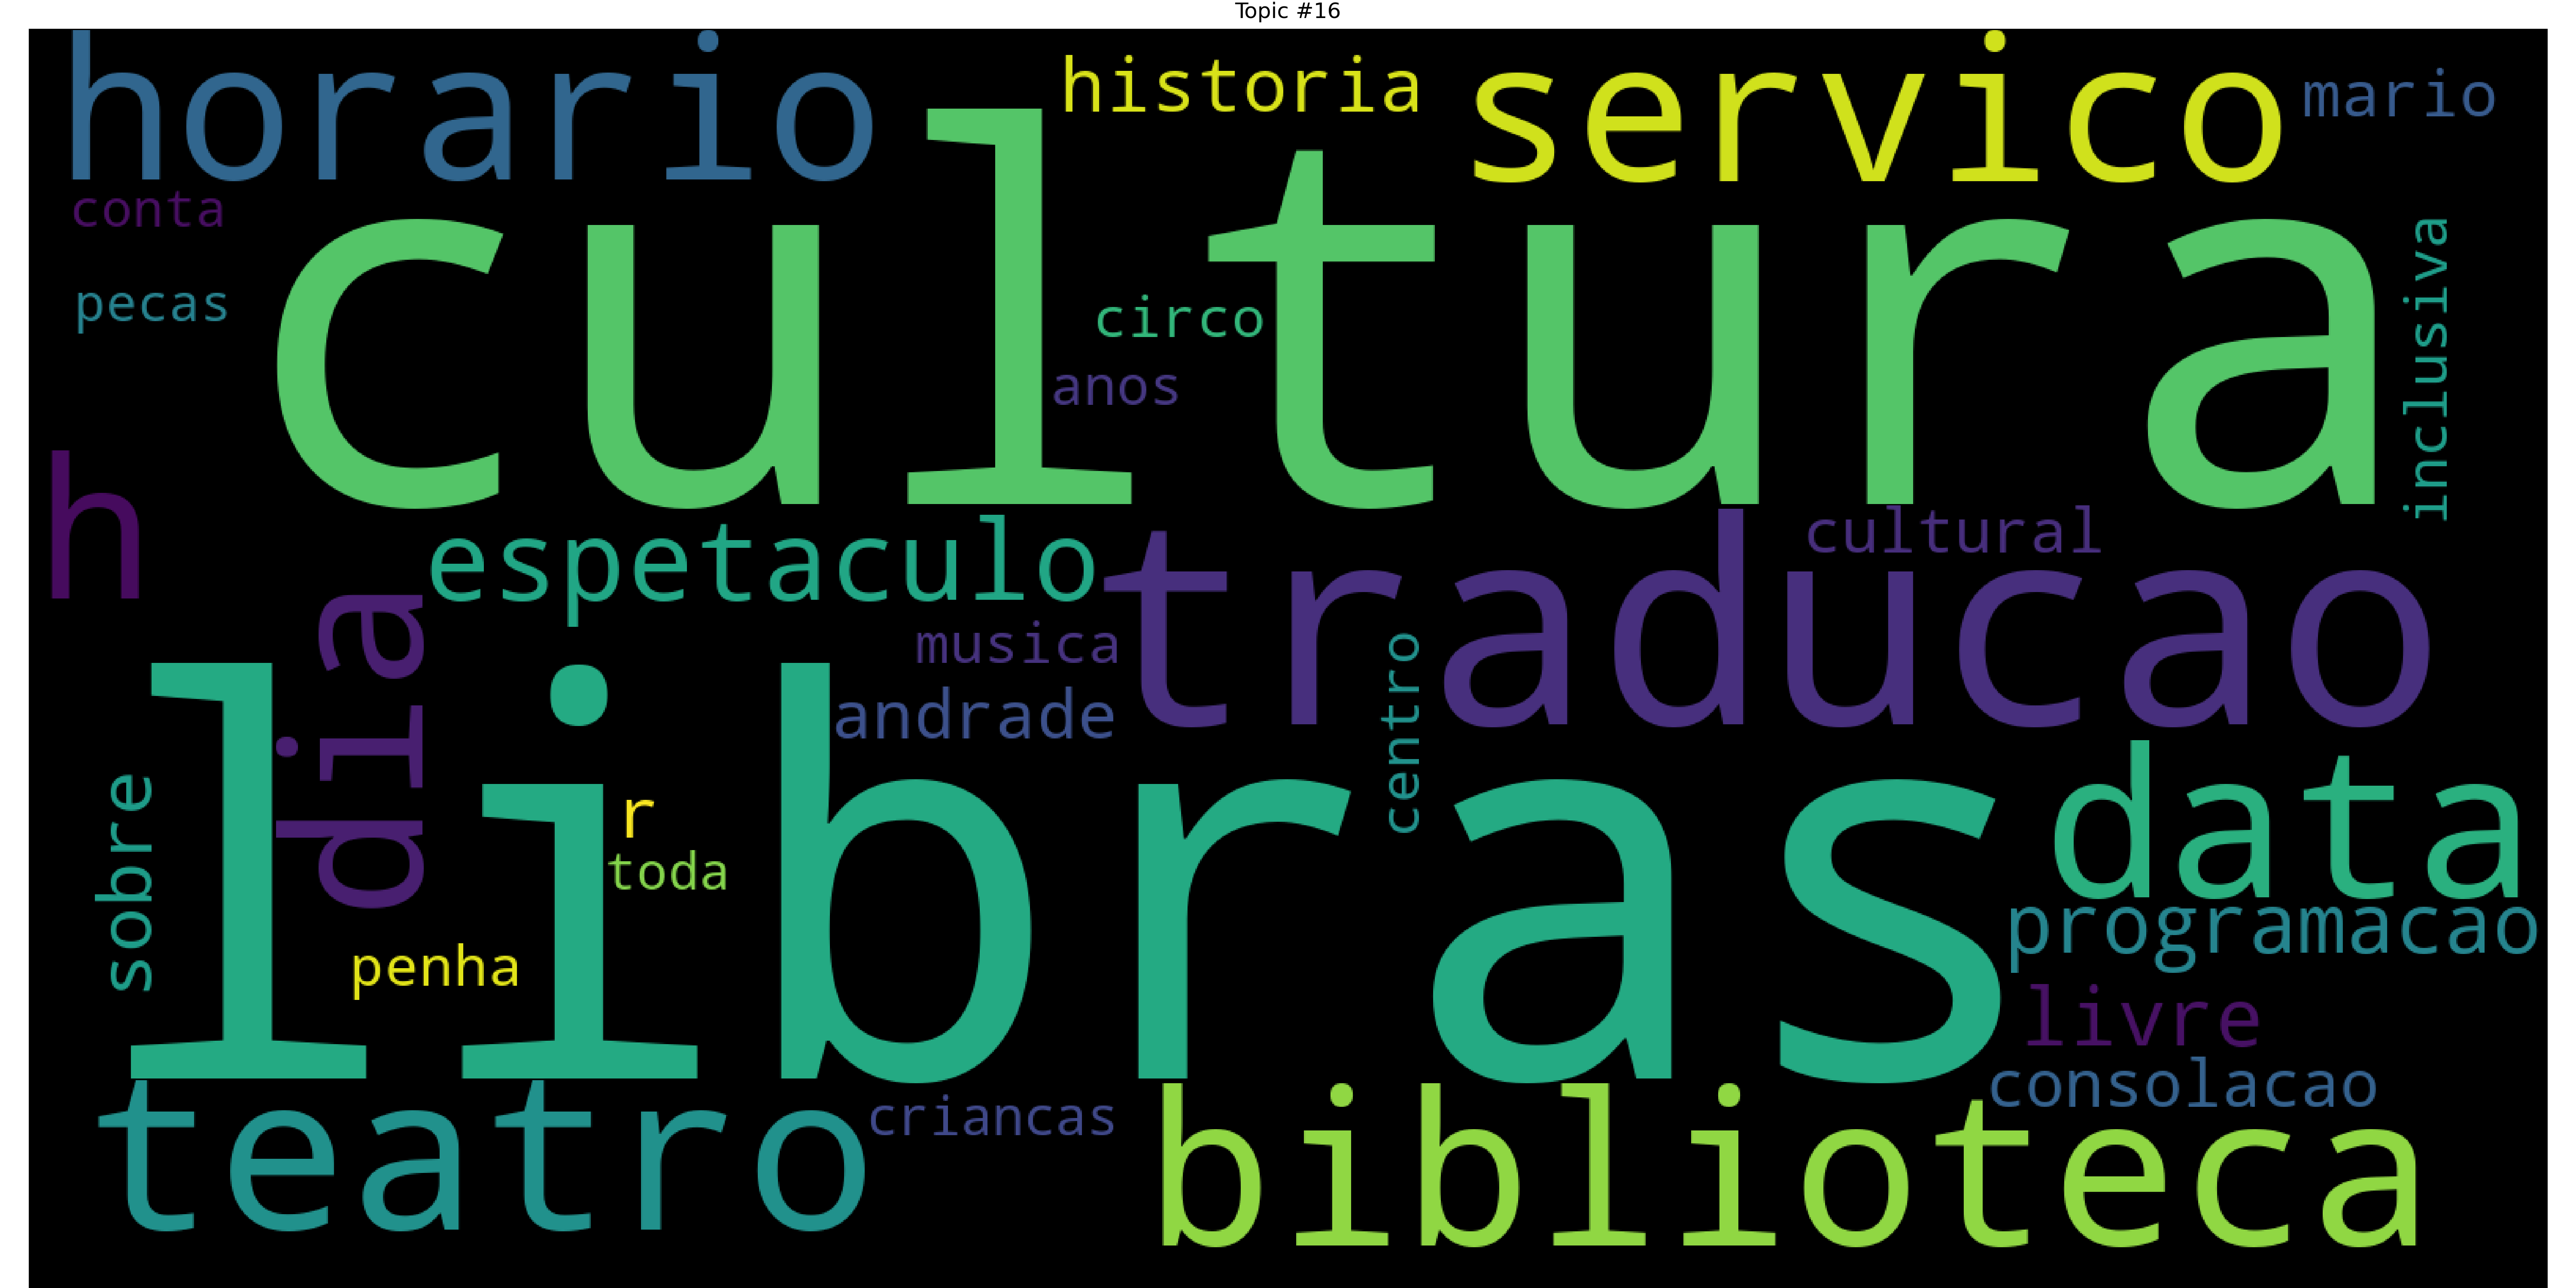 Topic #16
horario
historia
servico
mario
conta
cultura
pecas
circo
anos
inclusiva
h
espetaculo
traducao
cultural
dia
musica
andrade
centro
libras
data
sobre
r
toda
penha
programacao
livre
consolacao
teatro
criancas
biblioteca